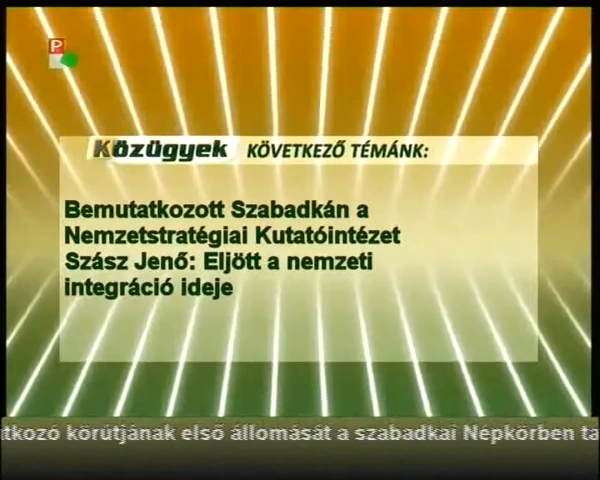 P
Közügyek KÖVETKEZŐ TÉMÁNK:
Bemutatkozott Szabadkán a
Nemzetstratégiai Kutatóintézet
Szász Jenő: Eljött a nemzeti
integráció ideje
körútjának első állomását a szabadkai Népkörben